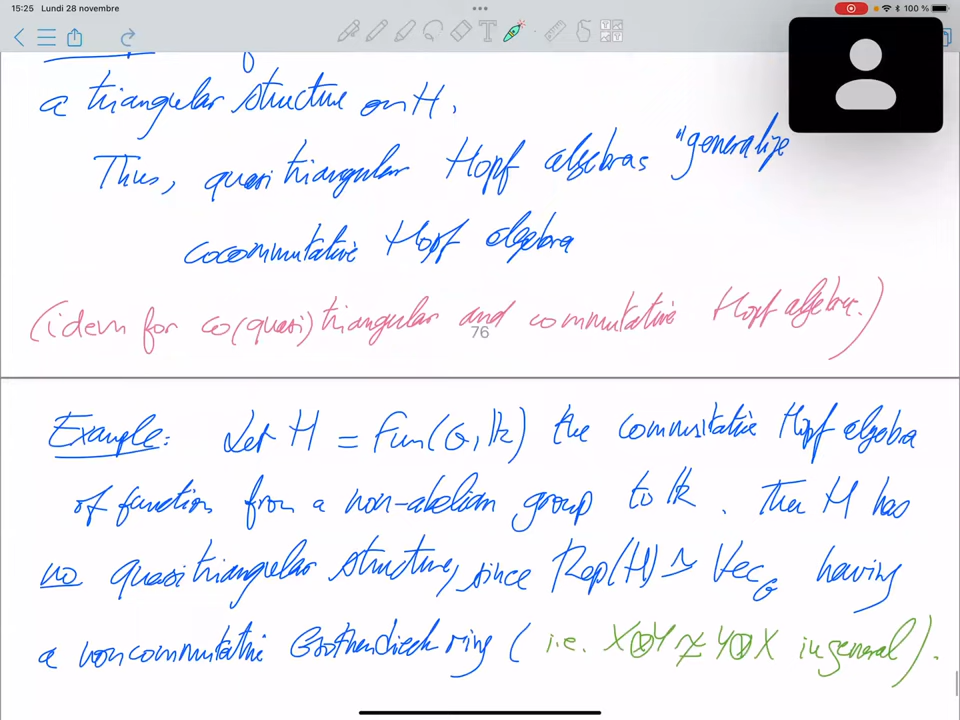 15:25 Lundi 28 novembre
100 %
a triangular structure on H.
Thus, quasitriangular Hopf algebras "generalize
cocommutative Hopf algebra
(idem for co(quasi)triangular and commutative Hopf algebra.)
76
Example: Let H = Fun(G, 𝕜) the commutative Hopf algebra
of function from a non-abelian group to 𝕜. Then H has
no quasitriangular structure, since Rep(H) ≃ Vec_G having
a noncommutative Grothendieck ring (i.e. X⊗Y ≄ Y⊗X in general).